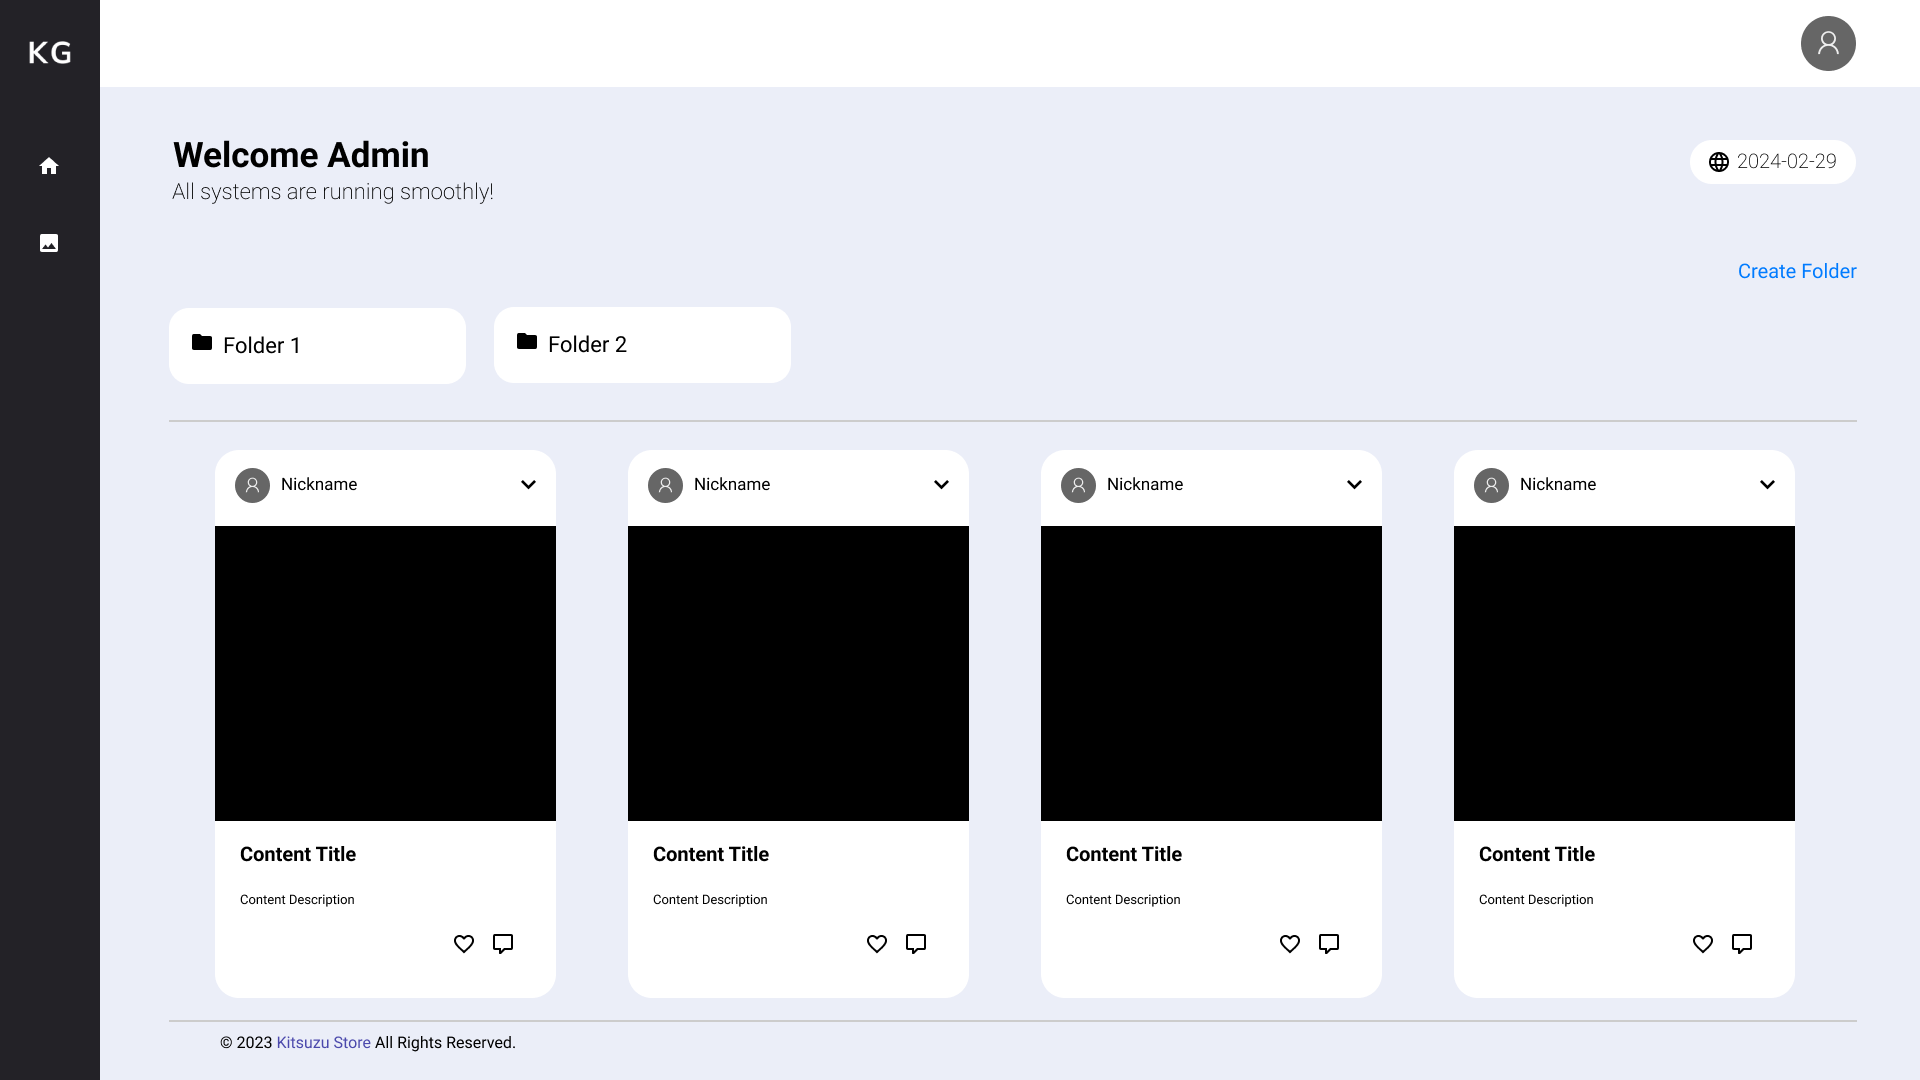 KG
Welcome Admin
All systems are running smoothly!
2024-02-29
Create Folder
Folder 1
Folder 2
Nickname
Nickname
Nickname
Nickname
Content Title
Content Title
Content Title
Content Title
Content Description
Content Description
Content Description
Content Description
© 2023 Kitsuzu Store All Rights Reserved.